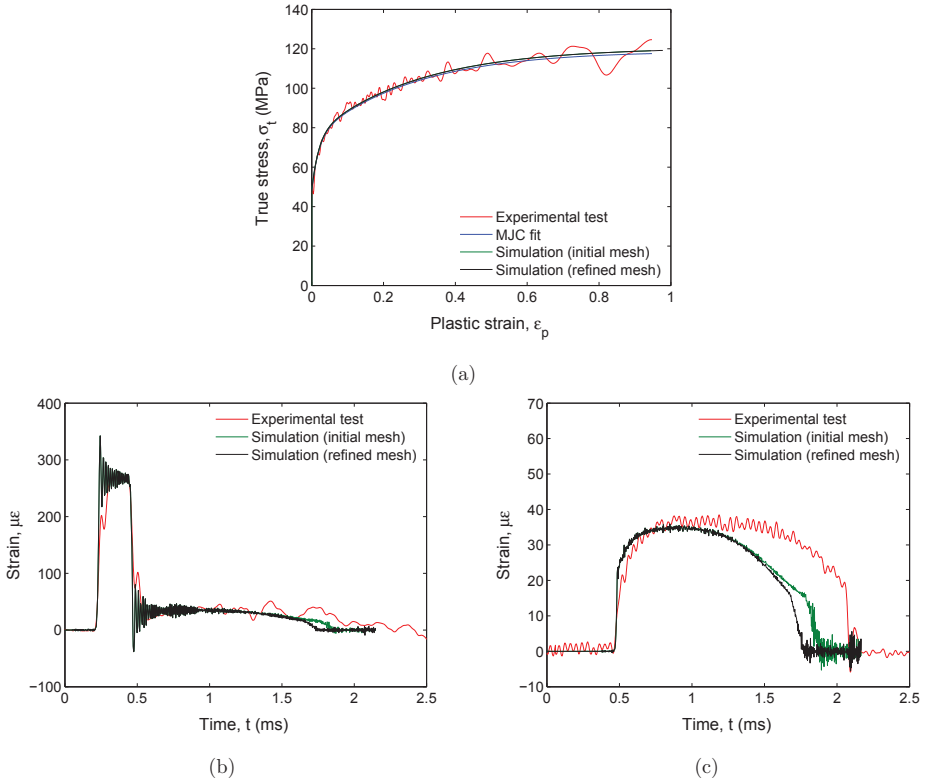 140
120
100
80
60
40
20
0
True stress, σt (MPa)
Experimental test
MJC fit
Simulation (initial mesh)
Simulation (refined mesh)
0 0.2 0.4 0.6 0.8 1
Plastic strain, εp
(a)
400
300
200
100
0
−100
Strain, με
Experimental test
Simulation (initial mesh)
Simulation (refined mesh)
0 0.5 1 1.5 2 2.5
Time, t (ms)
(b)
70
60
50
40
30
20
10
0
−10
Strain, με
Experimental test
Simulation (initial mesh)
Simulation (refined mesh)
0 0.5 1 1.5 2 2.5
Time, t (ms)
(c)